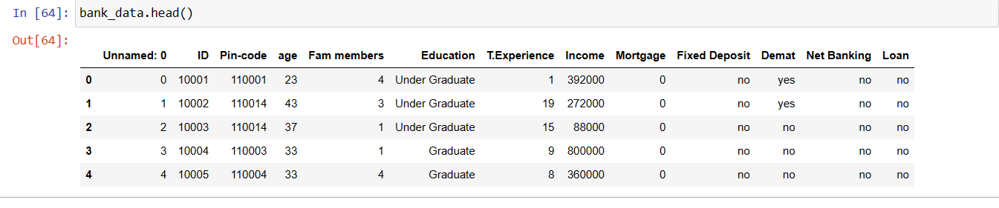 In [64]: bank_data.head()
Out[64]:
Unnamed: 0 ID Pin-code age Fam members Education T.Experience Income Mortgage Fixed Deposit Demat Net Banking Loan
0 0 10001 110001 23 4 Under Graduate 1 392000 0 no yes no no
1 1 10002 110014 43 3 Under Graduate 19 272000 0 no yes no no
2 2 10003 110014 37 1 Under Graduate 15 88000 0 no no no no
3 3 10004 110003 33 1 Graduate 9 800000 0 no no no no
4 4 10005 110004 33 4 Graduate 8 360000 0 no no no no